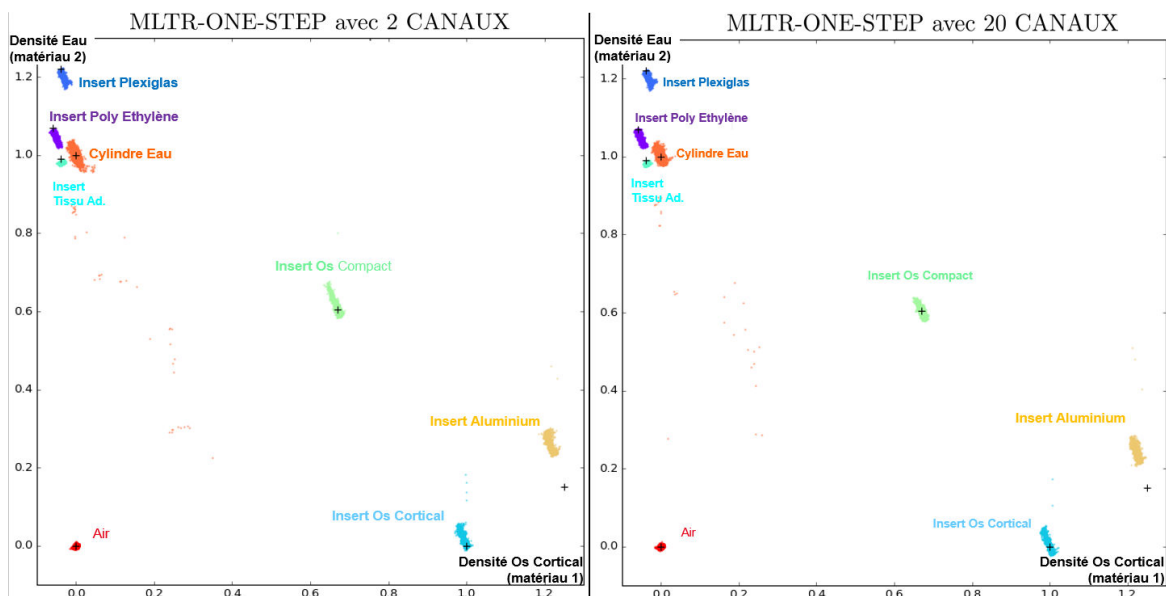 MLTR-ONE-STEP avec 2 CANAUX
Densité Eau
(matériau 2)
1.2
Insert Plexiglas
Insert Poly Ethylène
1.0
Cylindre Eau
Insert
Tissu Ad.
0.8
Insert Os Compact
0.6
0.4
Insert Aluminium
0.2
Insert Os Cortical
Air
0.0
Densité Os Cortical
(matériau 1)
0.0
0.2
0.4
0.6
0.8
1.0
1.2
MLTR-ONE-STEP avec 20 CANAUX
Densité Eau
(matériau 2)
1.2
Insert Plexiglas
Insert Poly Ethylène
1.0
Cylindre Eau
Insert
Tissu Ad.
0.8
Insert Os Compact
0.6
0.4
Insert Aluminium
0.2
Insert Os Cortical
Air
0.0
Densité Os Cortical
(matériau 1)
0.0
0.2
0.4
0.6
0.8
1.0
1.2